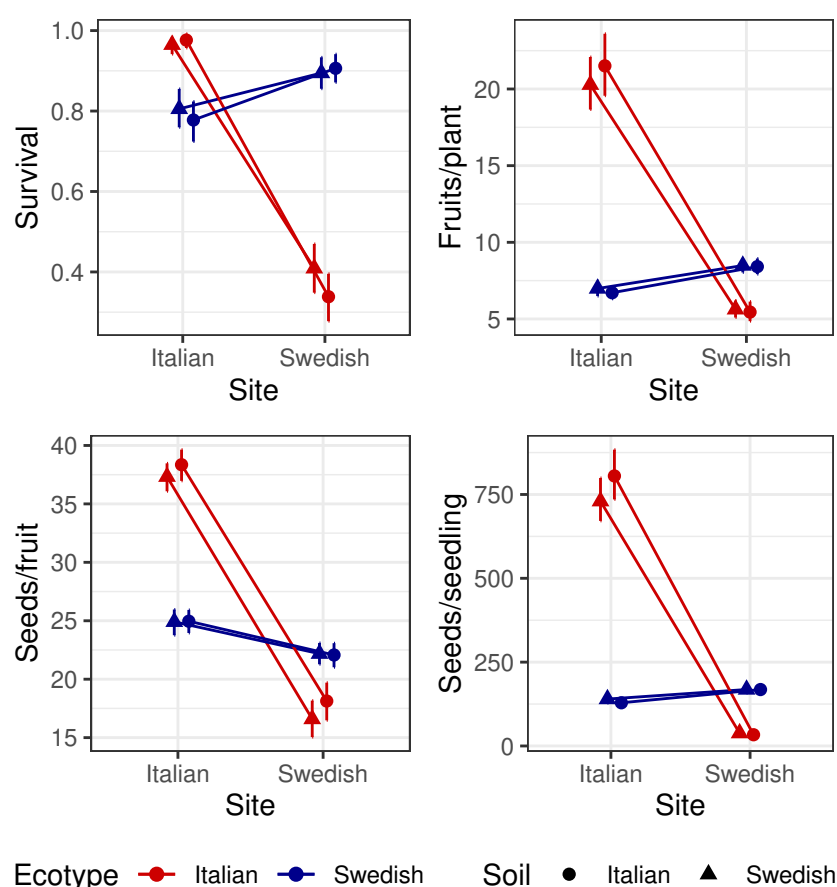 Survival
1.0
0.8
0.6
0.4
Italian Swedish
Site
Fruits/plant
20
15
10
5
Italian Swedish
Site
Seeds/fruit
40
35
30
25
20
15
Italian Swedish
Site
Seeds/seedling
750
500
250
0
Italian Swedish
Site
Ecotype Italian Swedish Soil Italian Swedish